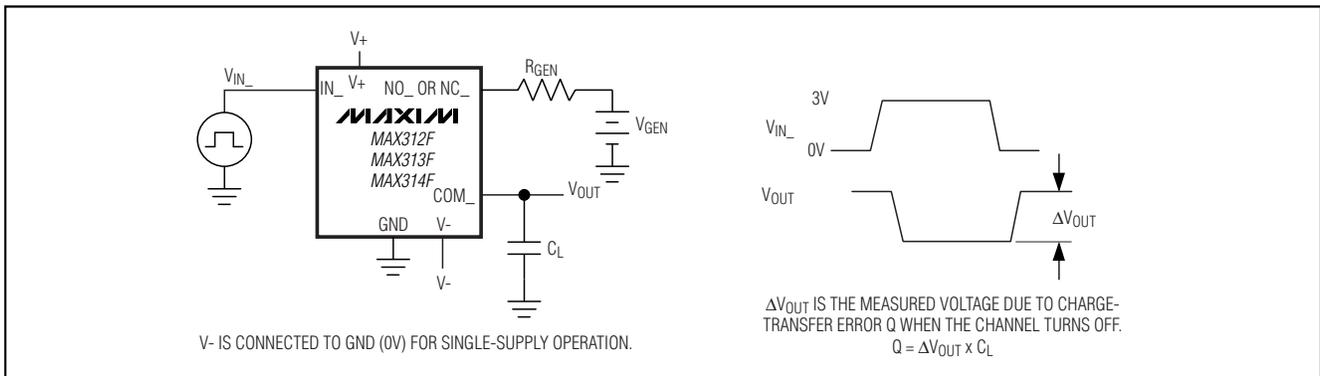 V+
V_IN_
IN_ V+ NO_ OR NC_
R_GEN
MAXIM
V_GEN
MAX312F
MAX313F
MAX314F
COM_
V_OUT
GND V-
C_L
V-
V- IS CONNECTED TO GND (0V) FOR SINGLE-SUPPLY OPERATION.
3V
V_IN_
0V
V_OUT
ΔV_OUT
ΔV_OUT IS THE MEASURED VOLTAGE DUE TO CHARGE-
TRANSFER ERROR Q WHEN THE CHANNEL TURNS OFF.
Q = ΔV_OUT x C_L